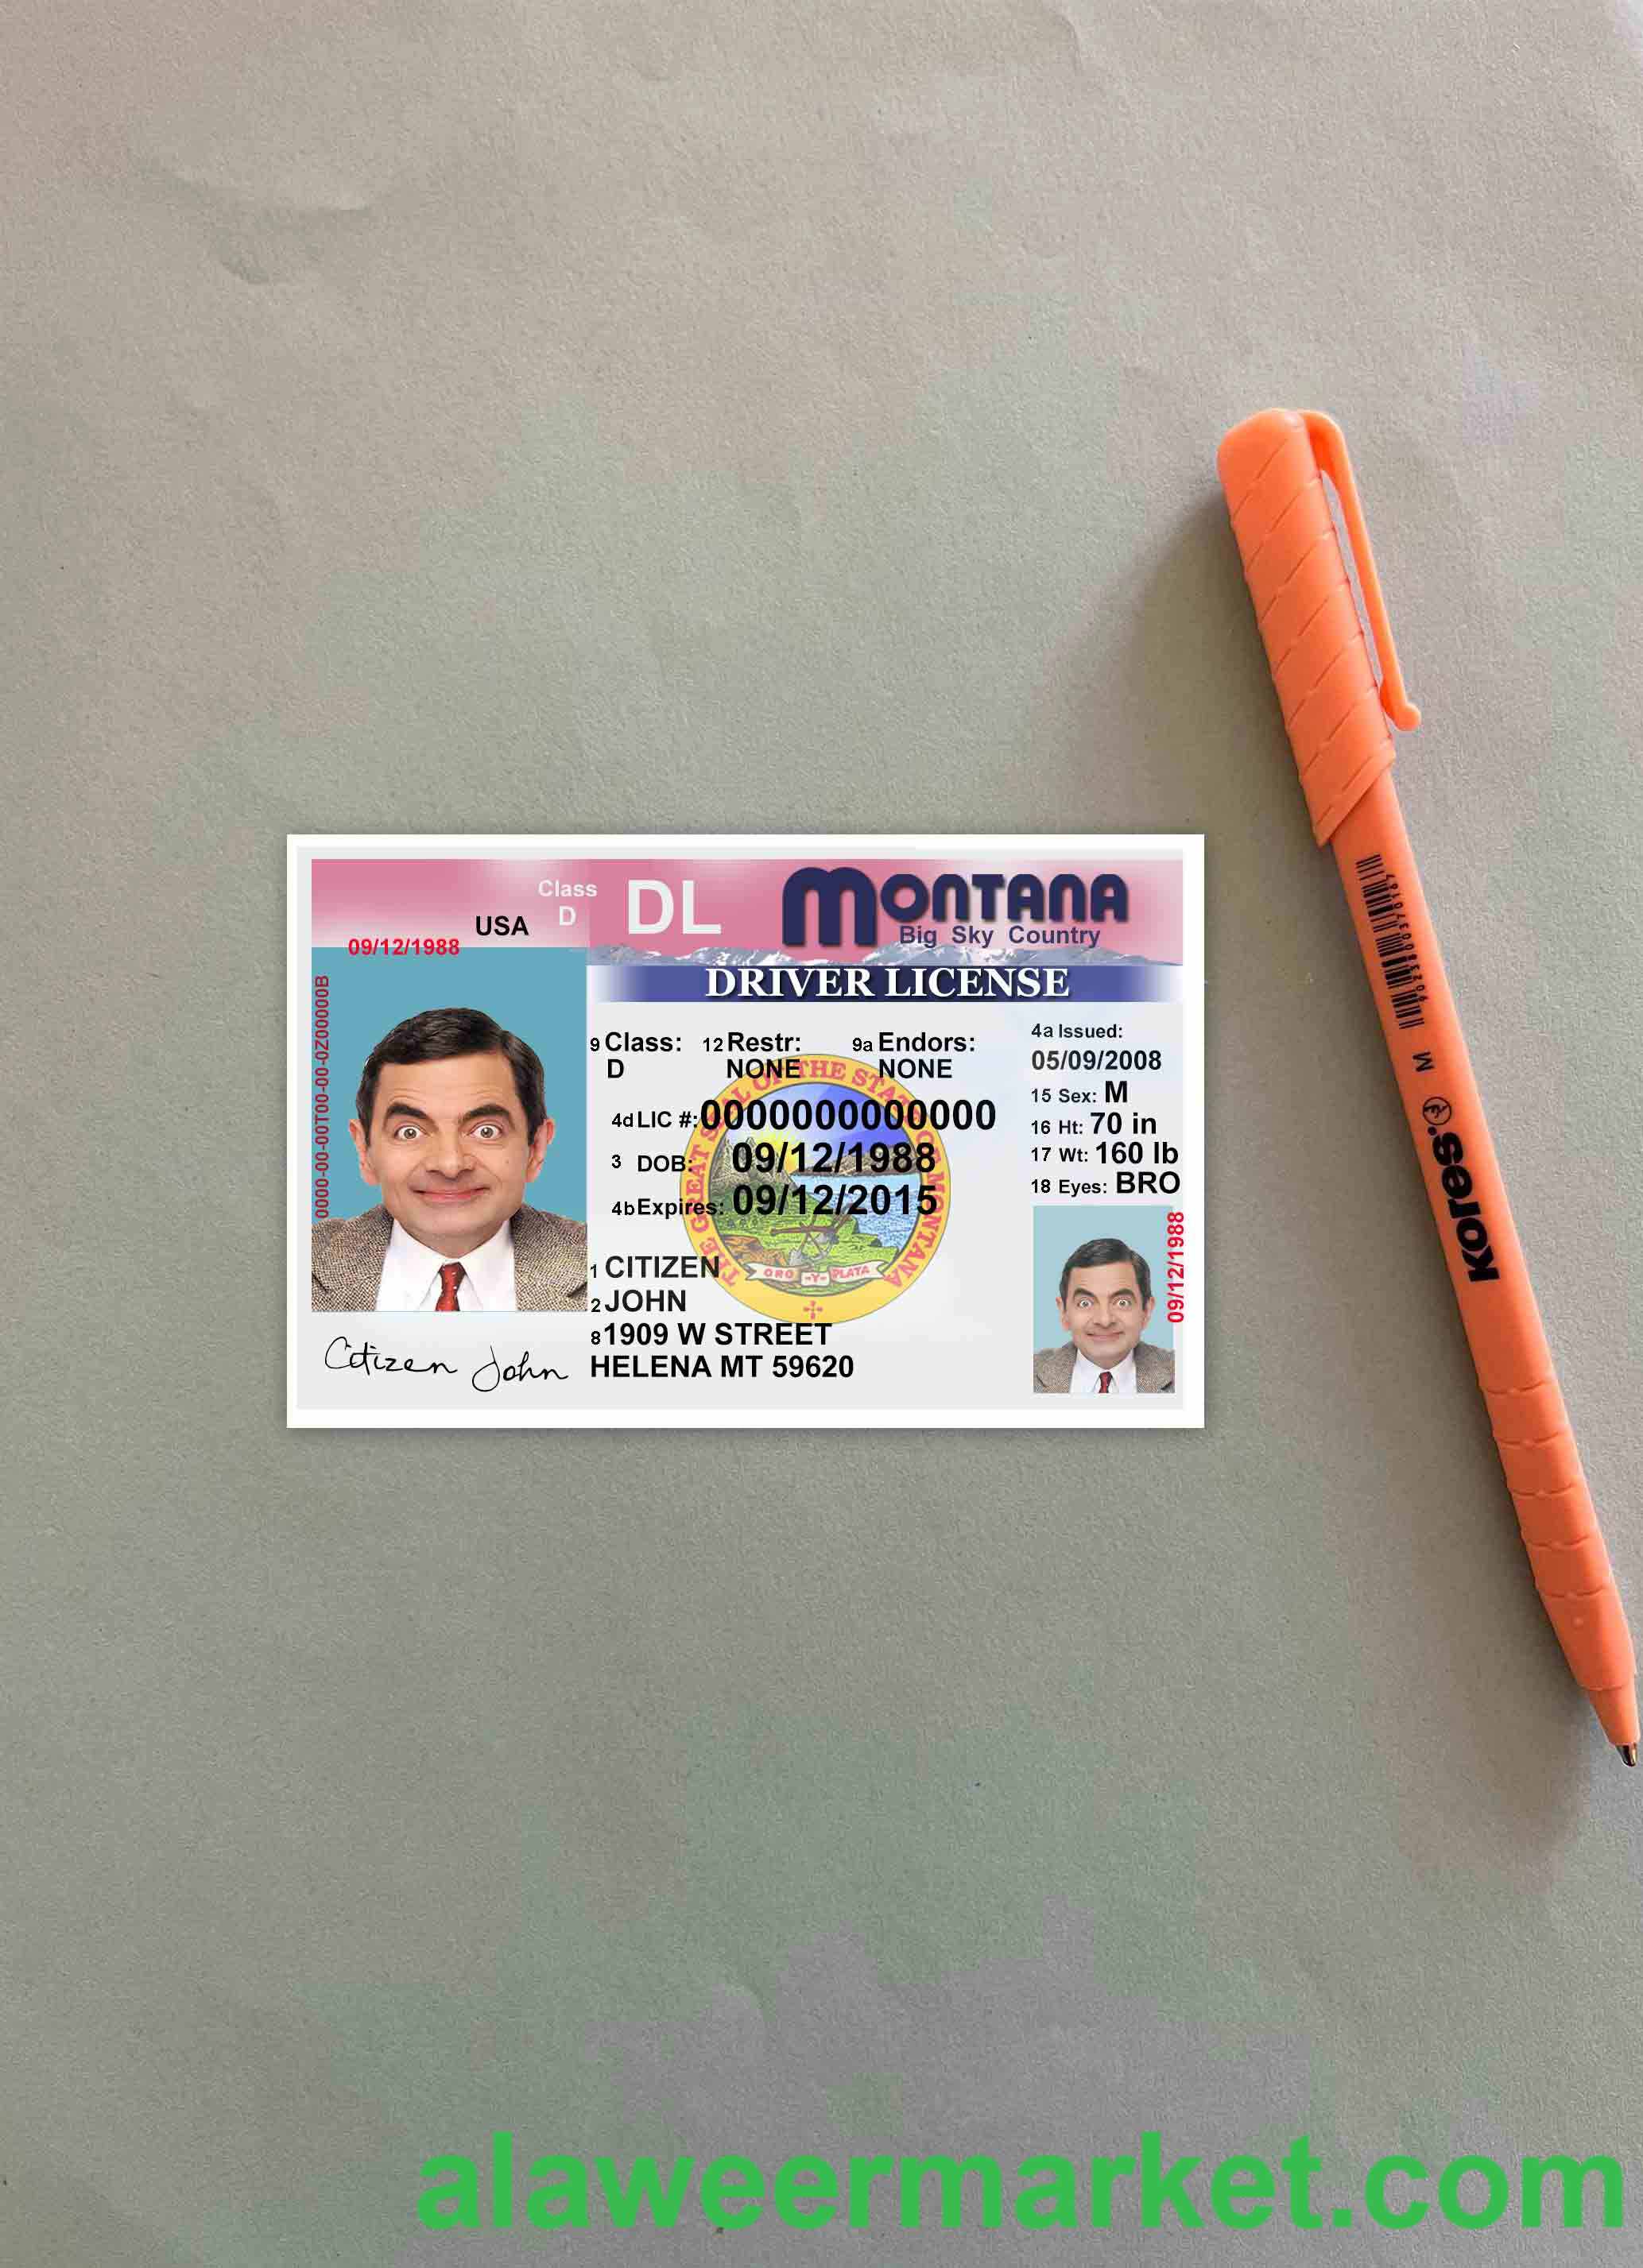 Class
D
DL
MONTANA
Big Sky Country
USA
09/12/1988
DRIVER LICENSE
0000-00-00T00-00-0Z00000B
9 Class: 12 Restr: 9a Endors:
D NONE NONE
4a Issued:
05/09/2008
15 Sex: M
16 Ht: 70 in
17 Wt: 160 lb
18 Eyes: BRO
4d LIC #: 0000000000000
3 DOB: 09/12/1988
4b Expires: 09/12/2015
THE GREAT SEAL OF THE STATE OF MONTANA
ORO -Y- PLATA
1 CITIZEN
2 JOHN
8 1909 W STREET
HELENA MT 59620
Citizen John
09/12/1988
M
Kores
alaweermarket.com